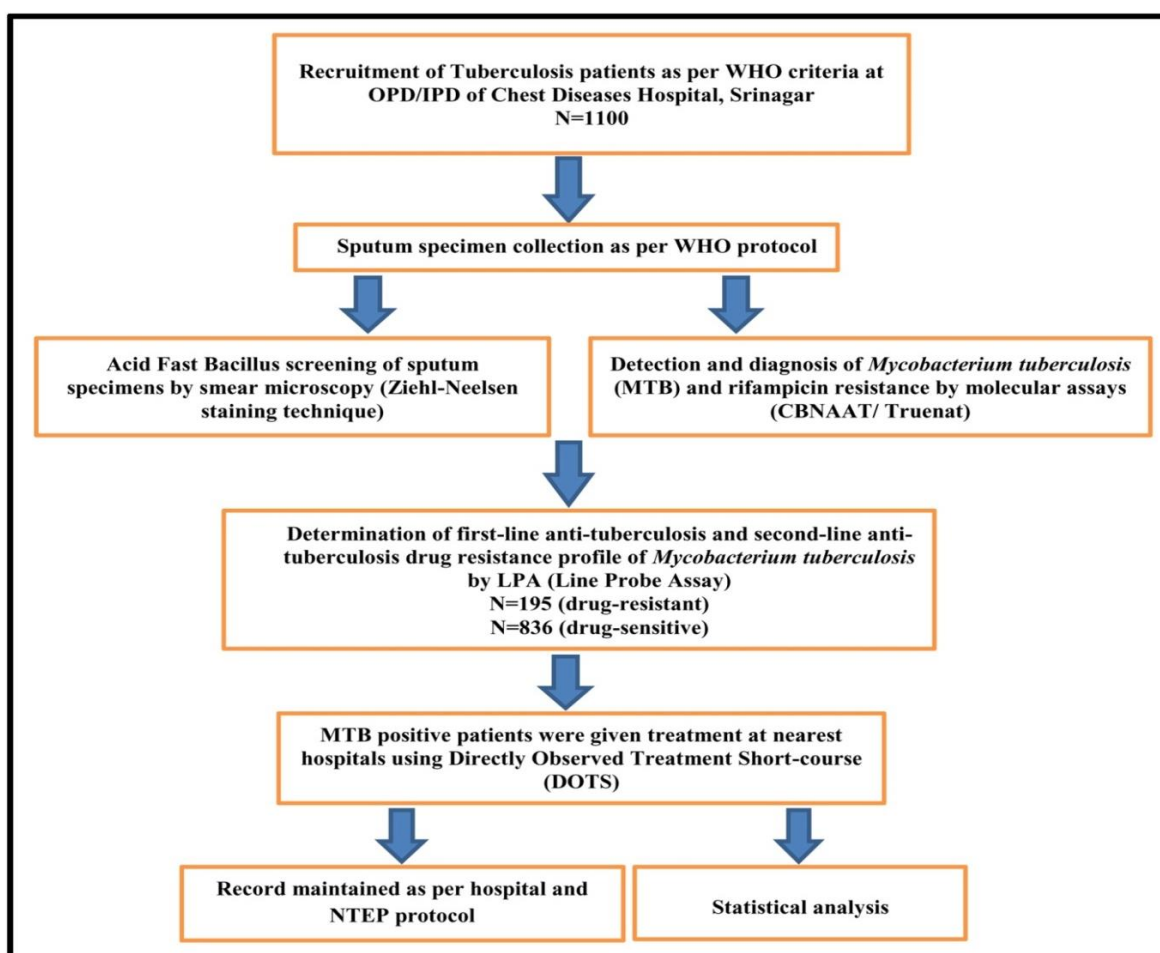 Recruitment of Tuberculosis patients as per WHO criteria at
OPD/IPD of Chest Diseases Hospital, Srinagar
N=1100
Sputum specimen collection as per WHO protocol
Acid Fast Bacillus screening of sputum
specimens by smear microscopy (Ziehl-Neelsen
staining technique)
Detection and diagnosis of Mycobacterium tuberculosis
(MTB) and rifampicin resistance by molecular assays
(CBNAAT/ Truenat)
Determination of first-line anti-tuberculosis and second-line anti-
tuberculosis drug resistance profile of Mycobacterium tuberculosis
by LPA (Line Probe Assay)
N=195 (drug-resistant)
N=836 (drug-sensitive)
MTB positive patients were given treatment at nearest
hospitals using Directly Observed Treatment Short-course
(DOTS)
Record maintained as per hospital and
NTEP protocol
Statistical analysis